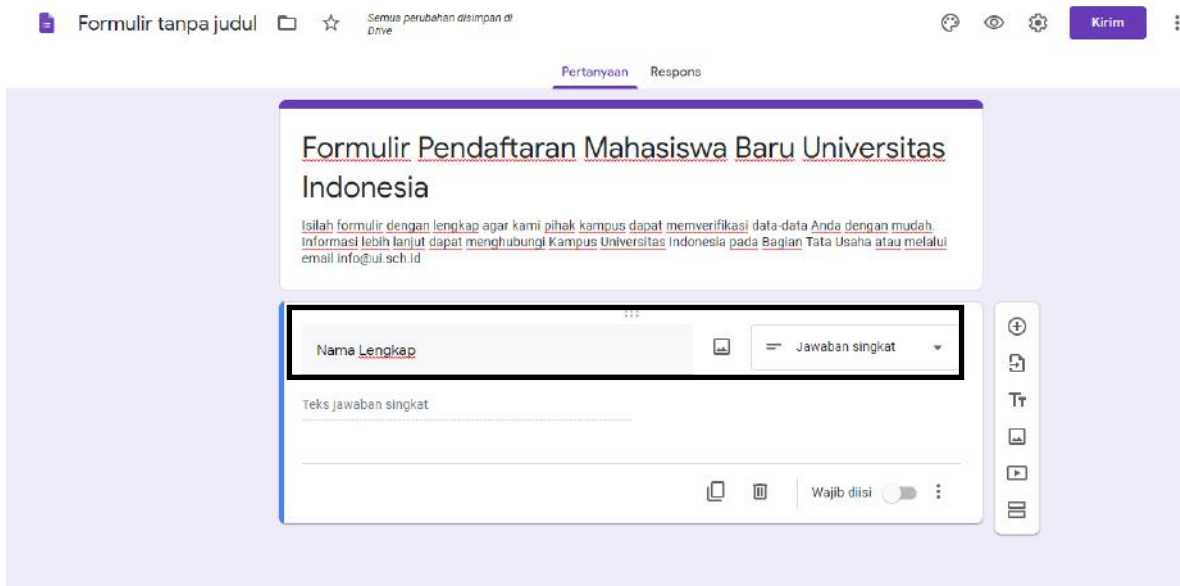 Formulir tanpa judul
Semua perubahan disimpan di
Drive
Kirim
Pertanyaan Respons
Formulir Pendaftaran Mahasiswa Baru Universitas
Indonesia
Isilah formulir dengan lengkap agar kami pihak kampus dapat memverifikasi data-data Anda dengan mudah.
Informasi lebih lanjut dapat menghubungi Kampus Universitas Indonesia pada Bagian Tata Usaha atau melalui
email info@ui.sch.id
Nama Lengkap
Jawaban singkat
Teks jawaban singkat
Wajib diisi